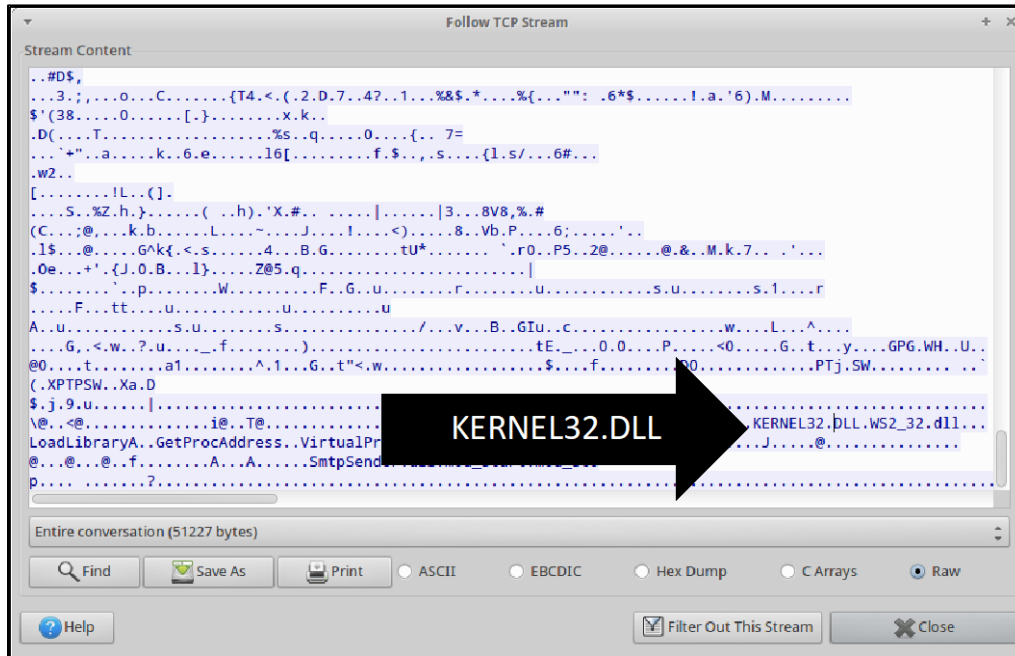 Follow TCP Stream
Stream Content
..#D$,
...3.;,...o...C.......{T4.<.(.2.D.7..4?..1...%&$.*....%{..."": .6*$......!.a.'6).M.........
$'(38.....0......[.}........x.k..
.D(....T..................%s..q.....0....{.. 7=
...`+"..a.....k..6.e......l6[.........f.$..,.s....{l.s/...6#...
.w2..
[........!L..(].
....S..%Z.h.}......( ..h).'X.#.. .....|......|3...8V8,%.#
(C...;@,...k.b......L....~....J....!....<).....8..Vb.P....6;.....'..
.l$...@.....G^k{.<.s......4...B.G........tU*....... `.rO..P5..2@......@.&..M.k.7.. .'...
.Oe...+'.{J.O.B...l}.....Z@5.q.......................|
$........`..p........W..........F..G..u........r........u............s.u........s.1....r
.....F...tt....u............u..........u
A..u............s.u........s.............../...v...B..GIu..c................w....L...^....
....G,.<.w..?.u...._.f........).......................tE._...0.0....P.....<0.....G..t...y....GPG.WH..U..
@0....t........a1........^.1...G..t"<.w.................$....f..........DO............PTj.SW......... ..`
(.XPTPSW..Xa.D
$.j.9.u......|
\@..<@..............i@..T@.
KERNEL32.DLL
.KERNEL32.DLL.WS2_32.dll...
LoadLibraryA..GetProcAddress..VirtualPr
.J.....@...............
@...@...@..f........A...A......SmtpSend
p.... .......?
Entire conversation (51227 bytes)
Find
Save As
Print
ASCII
EBCDIC
Hex Dump
C Arrays
Raw
Help
Filter Out This Stream
Close